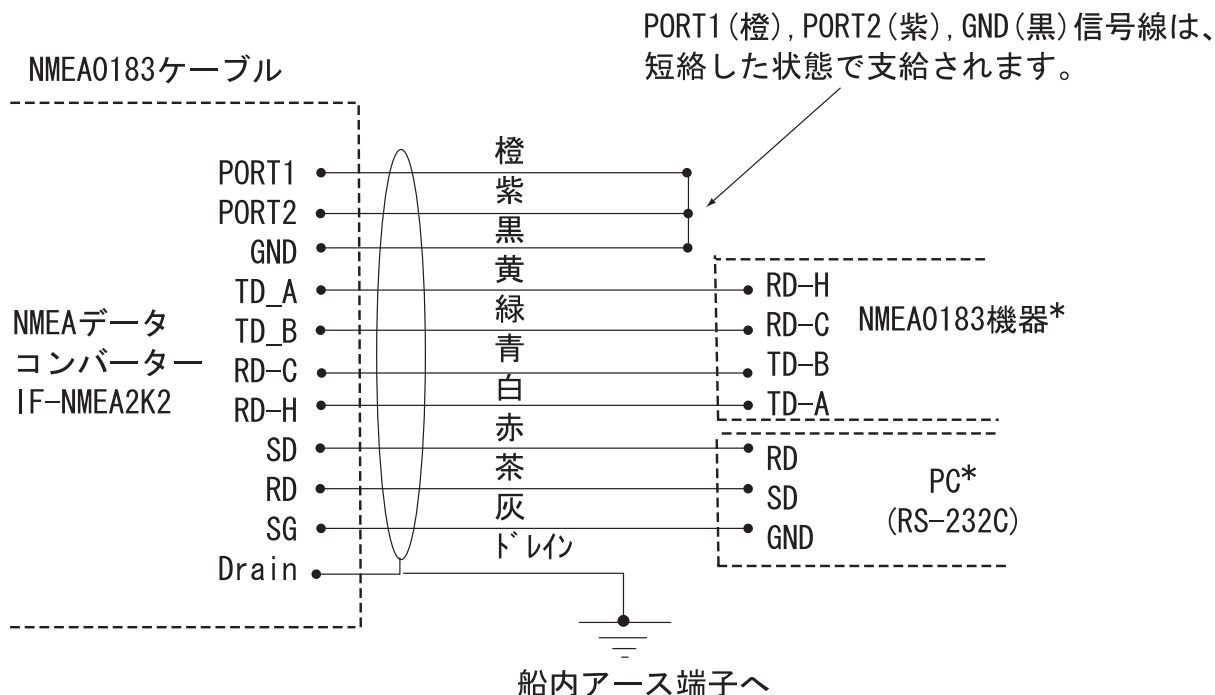 PORT1(橙),PORT2(紫),GND(黒)信号線は、
短絡した状態で支給されます。
NMEA0183ケーブル
橙
PORT1
紫
PORT2
黒
GND
黄
TD_A
RD-H
緑
TD_B
RD-C
NMEA0183機器*
NMEAデータ
コンバーター
IF-NMEA2K2
青
RD-C
TD-B
白
RD-H
TD-A
赤
SD
RD
茶
RD
SD
PC*
(RS-232C)
灰
SG
GND
ドレイン
Drain
船内アース端子へ